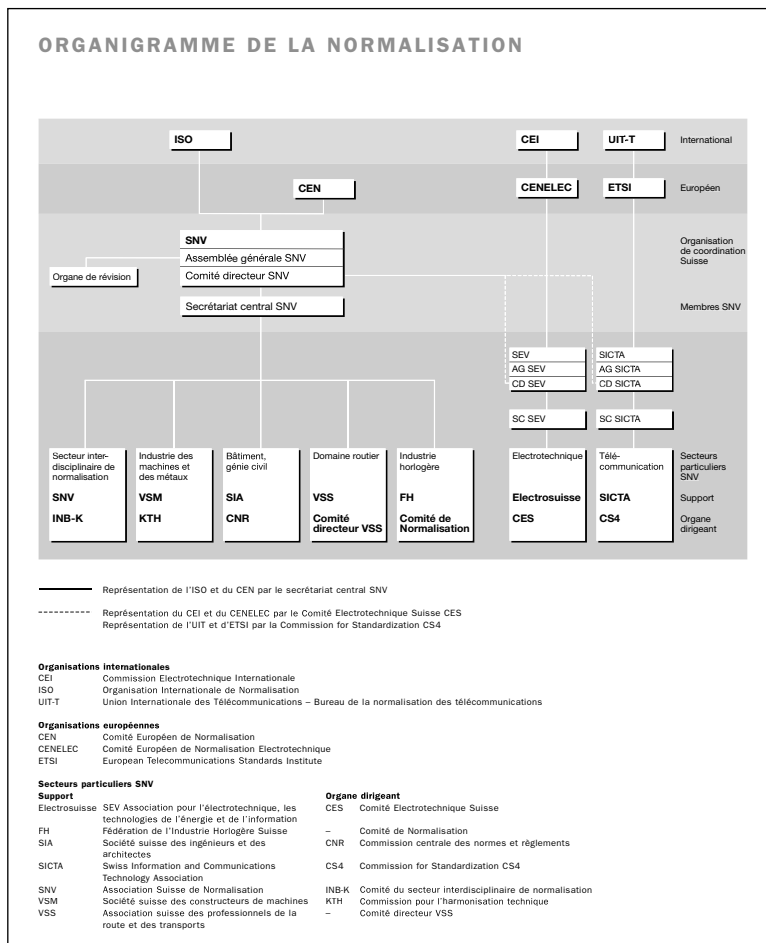 ORGANIGRAMME DE LA NORMALISATION
ISO
CEI
UIT-T
International
CEN
CENELEC
ETSI
Européen
SNV
Assemblée générale SNV
Comité directeur SNV
Organe de révision
Secrétariat central SNV
Organisation
de coordination
Suisse
Membres SNV
SEV
AG SEV
CD SEV
SICTA
AG SICTA
CD SICTA
SC SEV
SC SICTA
Secteur inter-
disciplinaire de
normalisation
SNV
INB-K
Industrie des
machines et
des métaux
VSM
KTH
Bâtiment,
génie civil
SIA
CNR
Domaine routier
VSS
Comité
directeur VSS
Industrie
horlogère
FH
Comité de
Normalisation
Electrotechnique
Electrosuisse
CES
Télé-
communication
SICTA
CS4
Secteurs
particuliers
SNV
Support
Organe
dirigeant
Représentation de l'ISO et du CEN par le secrétariat central SNV
Représentation du CEI et du CENELEC par le Comité Electrotechnique Suisse CES
Représentation de l'UIT et d'ETSI par la Commission for Standardization CS4
Organisations internationales
CEI Commission Electrotechnique Internationale
ISO Organisation Internationale de Normalisation
UIT-T Union Internationale des Télécommunications – Bureau de la normalisation des télécommunications
Organisations européennes
CEN Comité Européen de Normalisation
CENELEC Comité Européen de Normalisation Electrotechnique
ETSI European Telecommunications Standards Institute
Secteurs particuliers SNV
Support Organe dirigeant
Electrosuisse SEV Association pour l'électrotechnique, les CES Comité Electrotechnique Suisse
technologies de l'énergie et de l'information
FH Fédération de l'Industrie Horlogère Suisse – Comité de Normalisation
SIA Société suisse des ingénieurs et des CNR Commission centrale des normes et règlements
architectes
SICTA Swiss Information and Communications CS4 Commission for Standardization CS4
Technology Association
SNV Association Suisse de Normalisation INB-K Comité du secteur interdisciplinaire de normalisation
VSM Société suisse des constructeurs de machines KTH Commission pour l'harmonisation technique
VSS Association suisse des professionnels de la – Comité directeur VSS
route et des transports